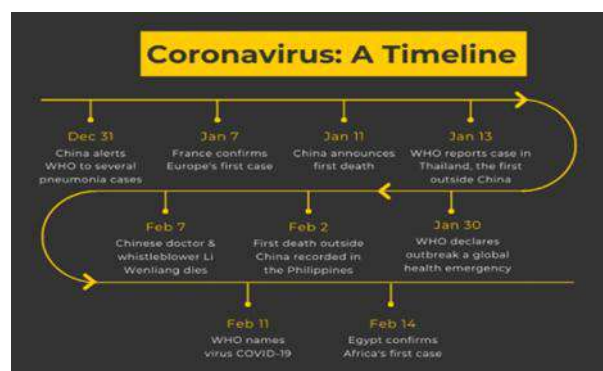 Coronavirus: A Timeline
Dec 31
China alerts
WHO to several
pneumonia cases
Jan 7
France confirms
Europe's first case
Jan 11
China announces
first death
Jan 13
WHO reports case in
Thailand, the first
outside China
Jan 30
WHO declares
outbreak a global
health emergency
Feb 2
First death outside
China recorded in
the Philippines
Feb 7
Chinese doctor &
whistleblower Li
Wenliang dies
Feb 11
WHO names
virus COVID-19
Feb 14
Egypt confirms
Africa's first case